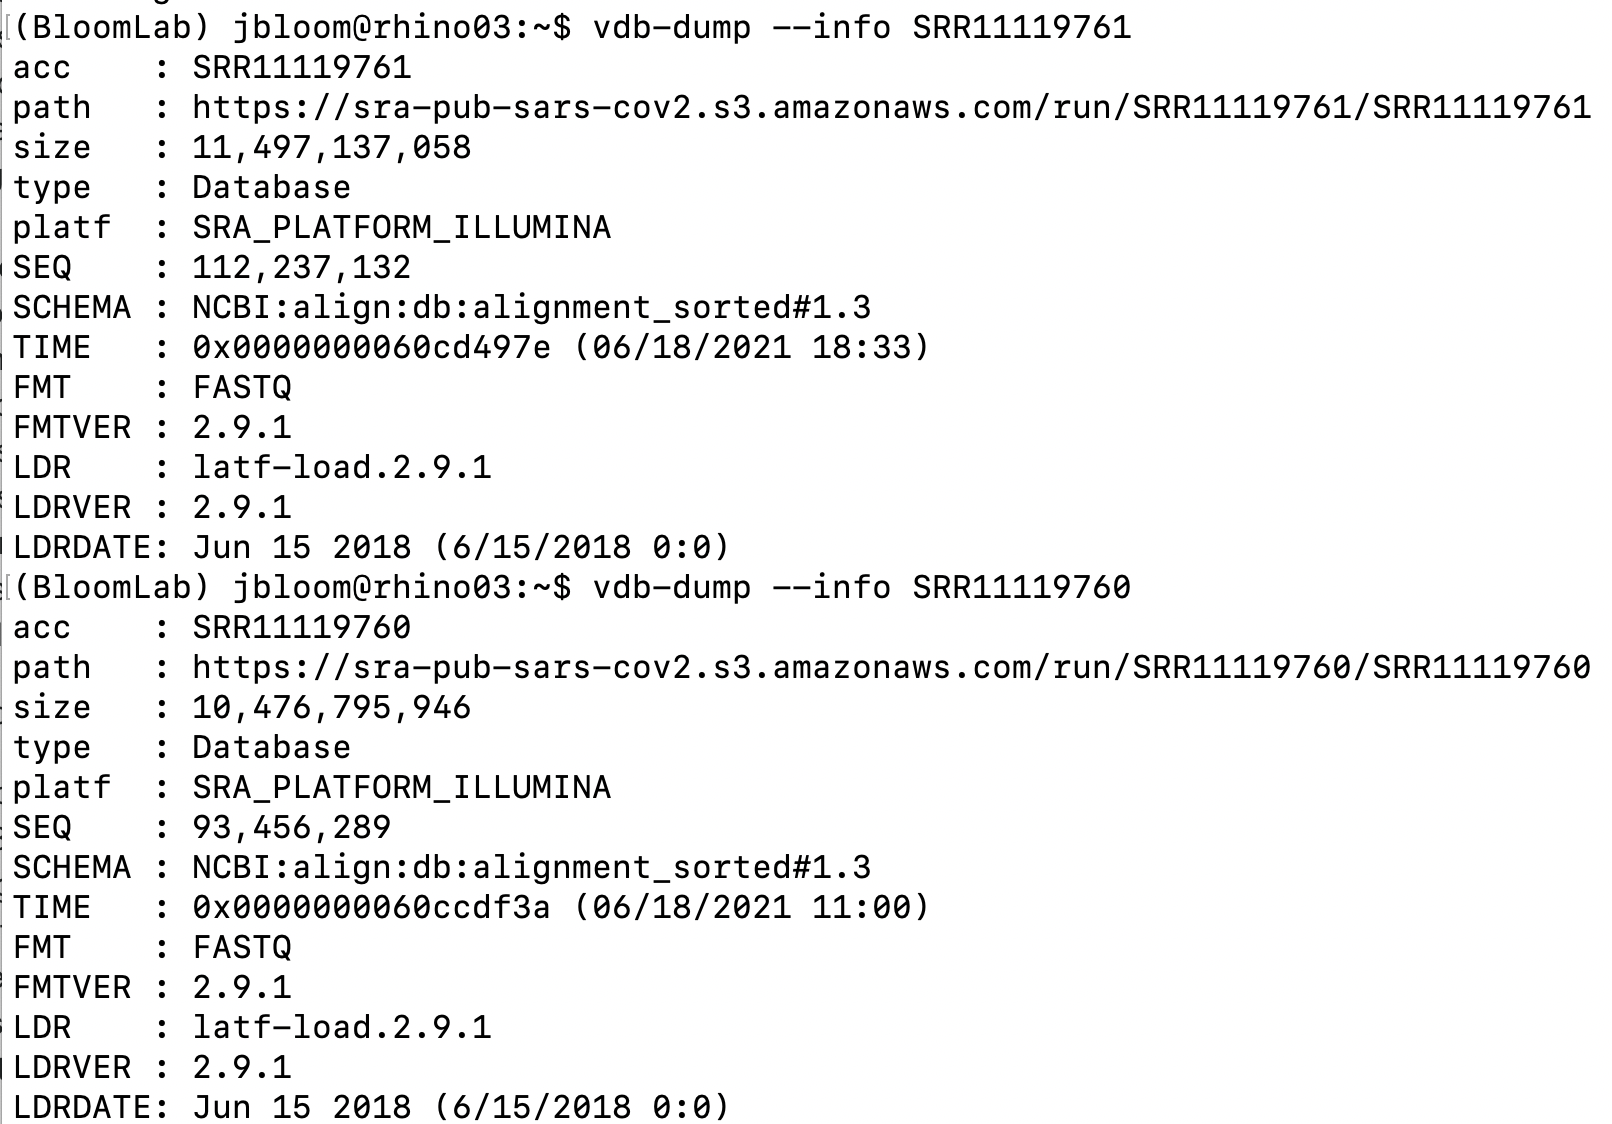 (BloomLab) jbloom@rhino03:~$ vdb-dump --info SRR11119761
acc    : SRR11119761
path   : https://sra-pub-sars-cov2.s3.amazonaws.com/run/SRR11119761/SRR11119761
size   : 11,497,137,058
type   : Database
platf  : SRA_PLATFORM_ILLUMINA
SEQ    : 112,237,132
SCHEMA : NCBI:align:db:alignment_sorted#1.3
TIME   : 0x0000000060cd497e (06/18/2021 18:33)
FMT    : FASTQ
FMTVER : 2.9.1
LDR    : latf-load.2.9.1
LDRVER : 2.9.1
LDRDATE: Jun 15 2018 (6/15/2018 0:0)
(BloomLab) jbloom@rhino03:~$ vdb-dump --info SRR11119760
acc    : SRR11119760
path   : https://sra-pub-sars-cov2.s3.amazonaws.com/run/SRR11119760/SRR11119760
size   : 10,476,795,946
type   : Database
platf  : SRA_PLATFORM_ILLUMINA
SEQ    : 93,456,289
SCHEMA : NCBI:align:db:alignment_sorted#1.3
TIME   : 0x0000000060ccdf3a (06/18/2021 11:00)
FMT    : FASTQ
FMTVER : 2.9.1
LDR    : latf-load.2.9.1
LDRVER : 2.9.1
LDRDATE: Jun 15 2018 (6/15/2018 0:0)